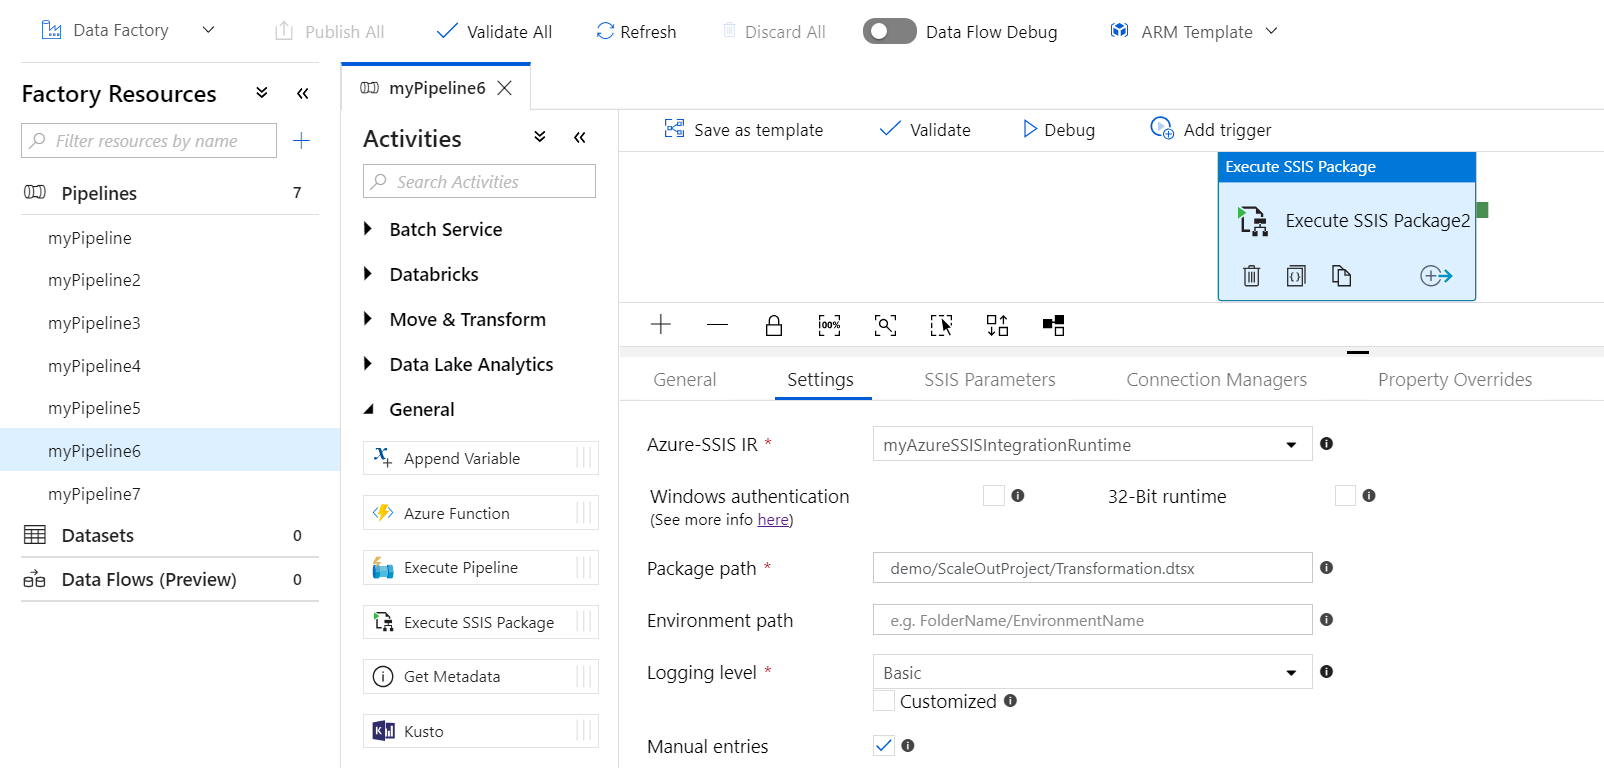 Data Factory
Publish All
Validate All
Refresh
Discard All
Data Flow Debug
ARM Template
Factory Resources
Filter resources by name
Pipelines 7
myPipeline
myPipeline2
myPipeline3
myPipeline4
myPipeline5
myPipeline6
myPipeline7
Datasets 0
Data Flows (Preview) 0
myPipeline6
Activities
Search Activities
Batch Service
Databricks
Move & Transform
Data Lake Analytics
General
Append Variable
Azure Function
Execute Pipeline
Execute SSIS Package
Get Metadata
Kusto
Save as template
Validate
Debug
Add trigger
Execute SSIS Package
Execute SSIS Package2
100%
General
Settings
SSIS Parameters
Connection Managers
Property Overrides
Azure-SSIS IR * myAzureSSISIntegrationRuntime
Windows authentication 32-Bit runtime
(See more info here)
Package path * demo/ScaleOutProject/Transformation.dtsx
Environment path e.g. FolderName/EnvironmentName
Logging level * Basic
Customized
Manual entries